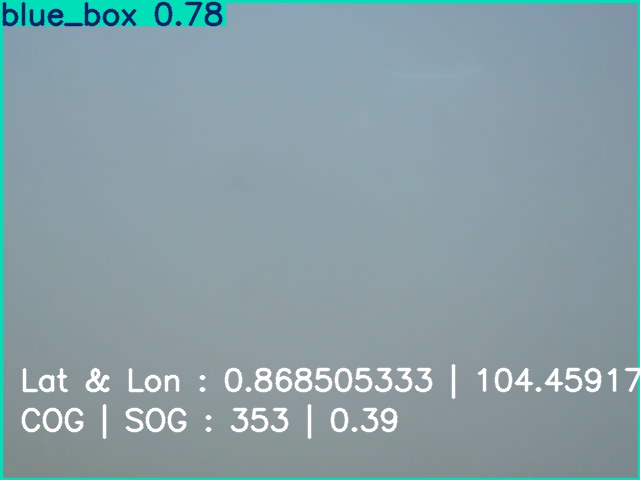 blue_box 0.78
Lat & Lon : 0.868505333 | 104.45917
COG | SOG : 353 | 0.39